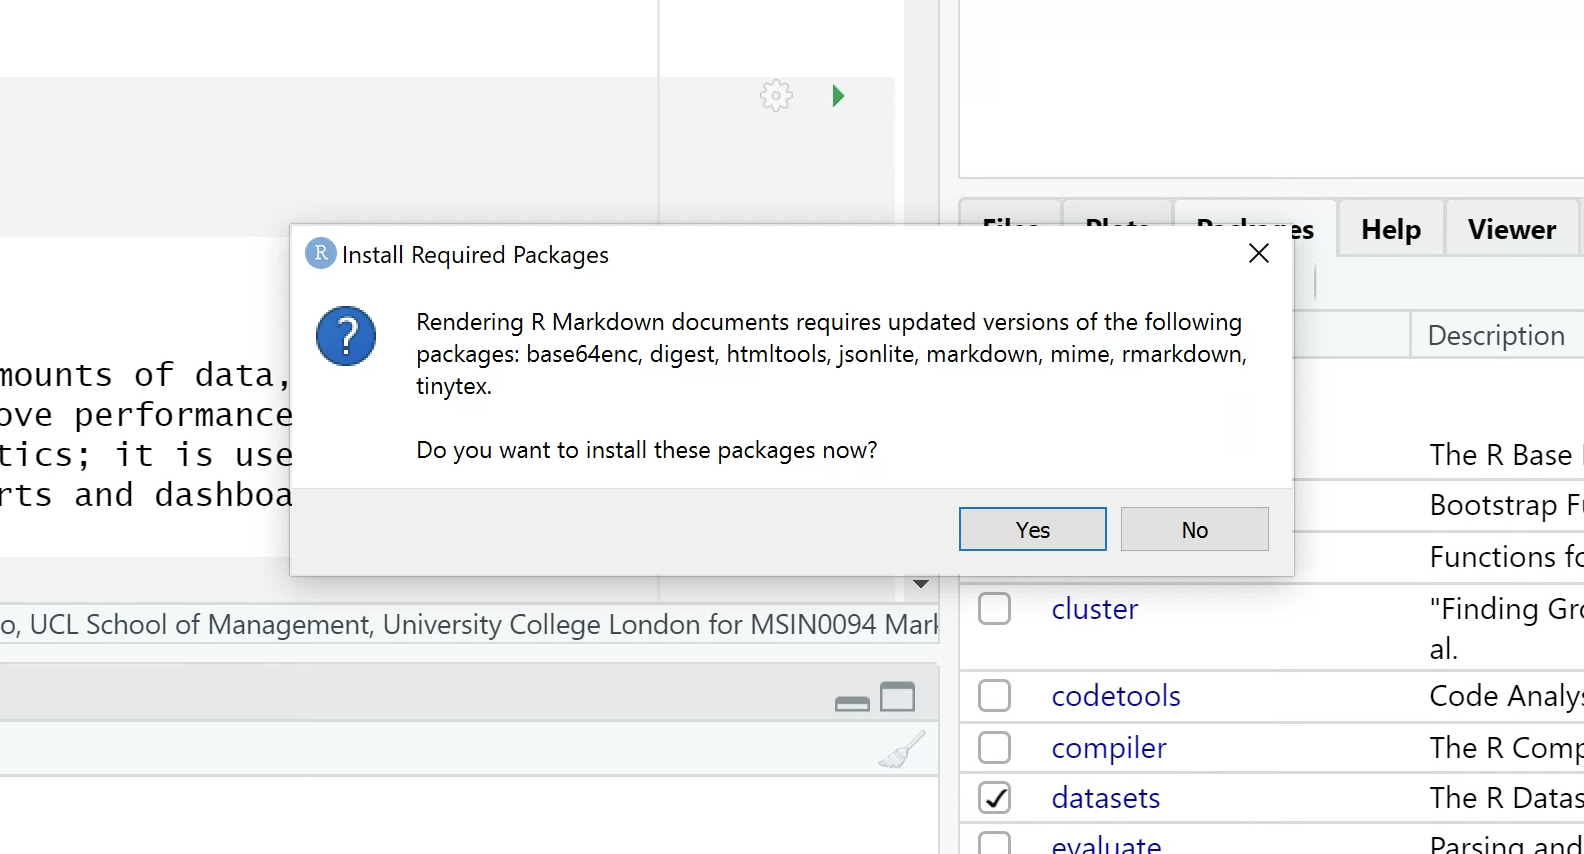 Files Plots Packages Help Viewer
R Install Required Packages
Rendering R Markdown documents requires updated versions of the following
packages: base64enc, digest, htmltools, jsonlite, markdown, mime, rmarkdown,
tinytex.
Do you want to install these packages now?
Yes No
mounts of data,
ove performance
tics; it is use
rts and dashboa
o, UCL School of Management, University College London for MSIN0094 Mark
Description
The R Base
Bootstrap Fu
Functions fo
cluster "Finding Gro
al.
codetools Code Analys
compiler The R Comp
datasets The R Datas
evaluate Parsing and